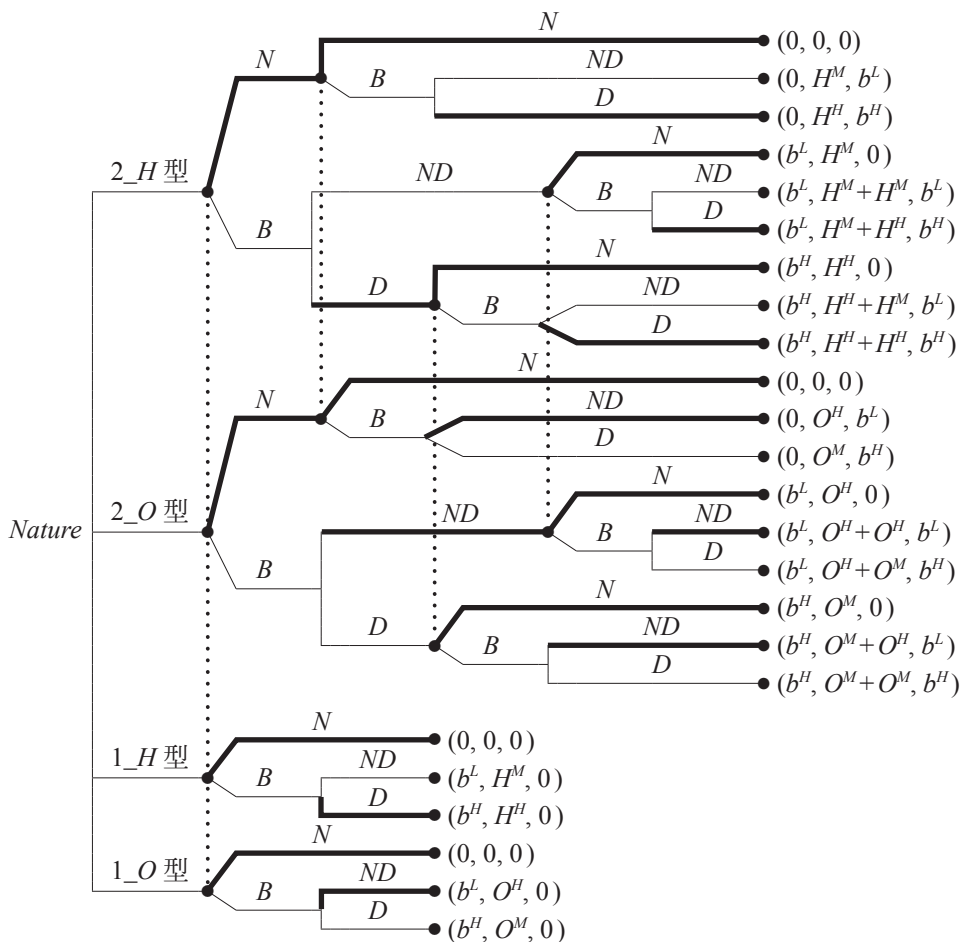 N
(0, 0, 0)
N
ND
B
(0, H^M, b^L)
D
(0, H^H, b^H)
N
2_H 型
ND
(b^L, H^M, 0)
ND
B
(b^L, H^M+H^M, b^L)
D
B
(b^L, H^M+H^H, b^H)
N
D
(b^H, H^H, 0)
ND
B
(b^H, H^H+H^M, b^L)
D
(b^H, H^H+H^H, b^H)
N
(0, 0, 0)
N
ND
B
(0, O^H, b^L)
D
(0, O^M, b^H)
N
(b^L, O^H, 0)
Nature
2_O 型
ND
ND
B
(b^L, O^H+O^H, b^L)
D
B
(b^L, O^H+O^M, b^H)
N
(b^H, O^M, 0)
D
ND
B
(b^H, O^M+O^H, b^L)
D
(b^H, O^M+O^M, b^H)
N
(0, 0, 0)
1_H 型
ND
B
(b^L, H^M, 0)
D
(b^H, H^H, 0)
N
(0, 0, 0)
1_O 型
ND
B
(b^L, O^H, 0)
D
(b^H, O^M, 0)